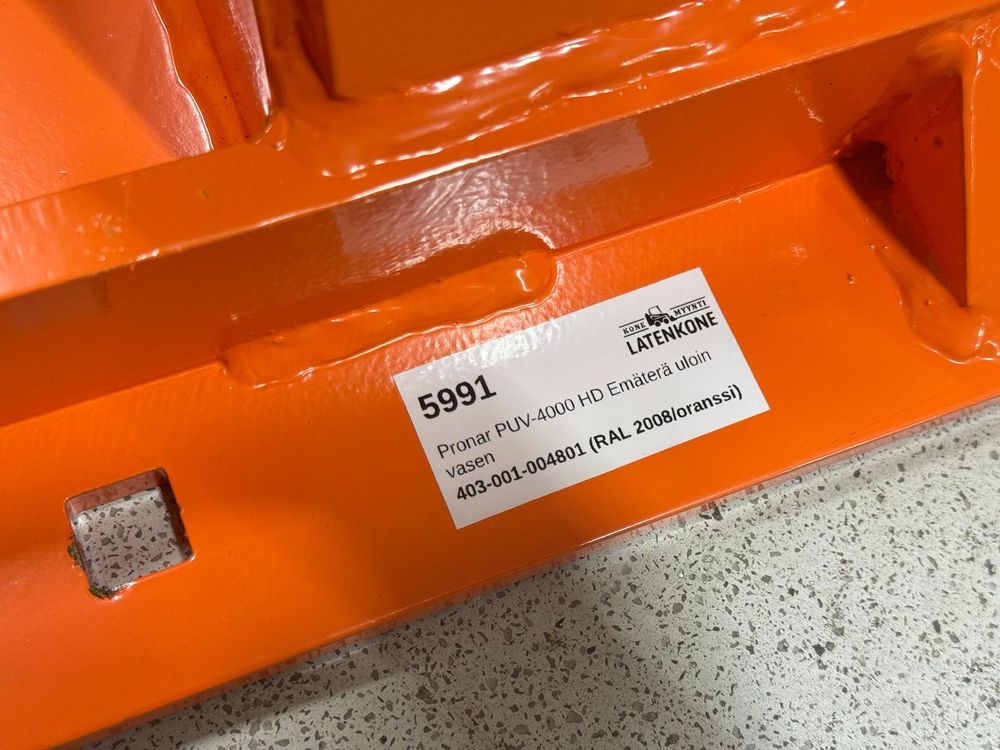 KONE MYYNTI
LATENKONE
5991
Pronar PUV-4000 HD Emäterä uloin
vasen
403-001-004801 (RAL 2008/oranssi)